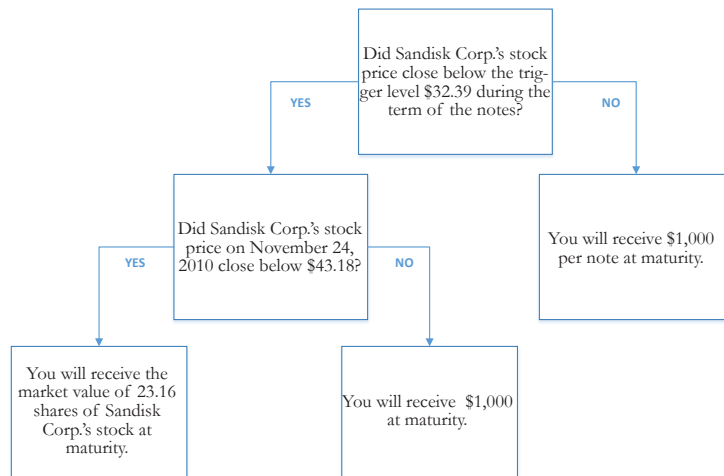 Did Sandisk Corp.'s stock
price close below the trig-
ger level $32.39 during the
term of the notes?
YES
NO
Did Sandisk Corp.'s stock
price on November 24,
2010 close below $43.18?
You will receive $1,000
per note at maturity.
YES
NO
You will receive the
market value of 23.16
shares of Sandisk
Corp.'s stock at
maturity.
You will receive  $1,000
at maturity.